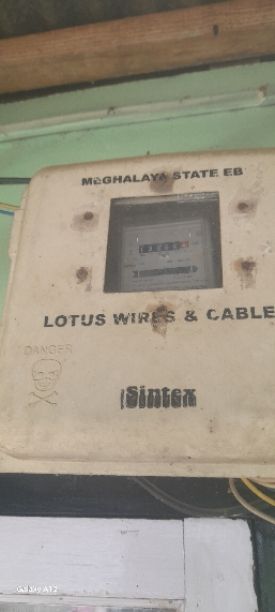 MEGHALAYA STATE EB
LOTUS WIRES & CABLE
DANGER
Sintex
Galaxy A12